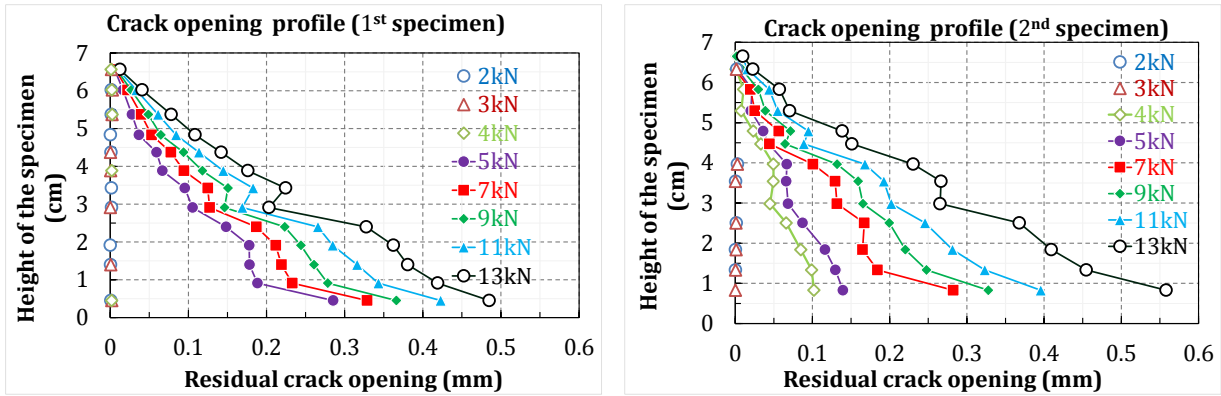 Crack opening profile (1st specimen)
7
6
5
4
3
2
1
0
0
0.1
0.2
0.3
0.4
0.5
0.6
Height of the specimen
(cm)
Residual crack opening (mm)
2kN
3kN
4kN
5kN
7kN
9kN
11kN
13kN
Crack opening profile (2nd specimen)
7
6
5
4
3
2
1
0
0
0.1
0.2
0.3
0.4
0.5
0.6
Height of the specimen
(cm)
Residual crack opening (mm)
2kN
3kN
4kN
5kN
7kN
9kN
11kN
13kN